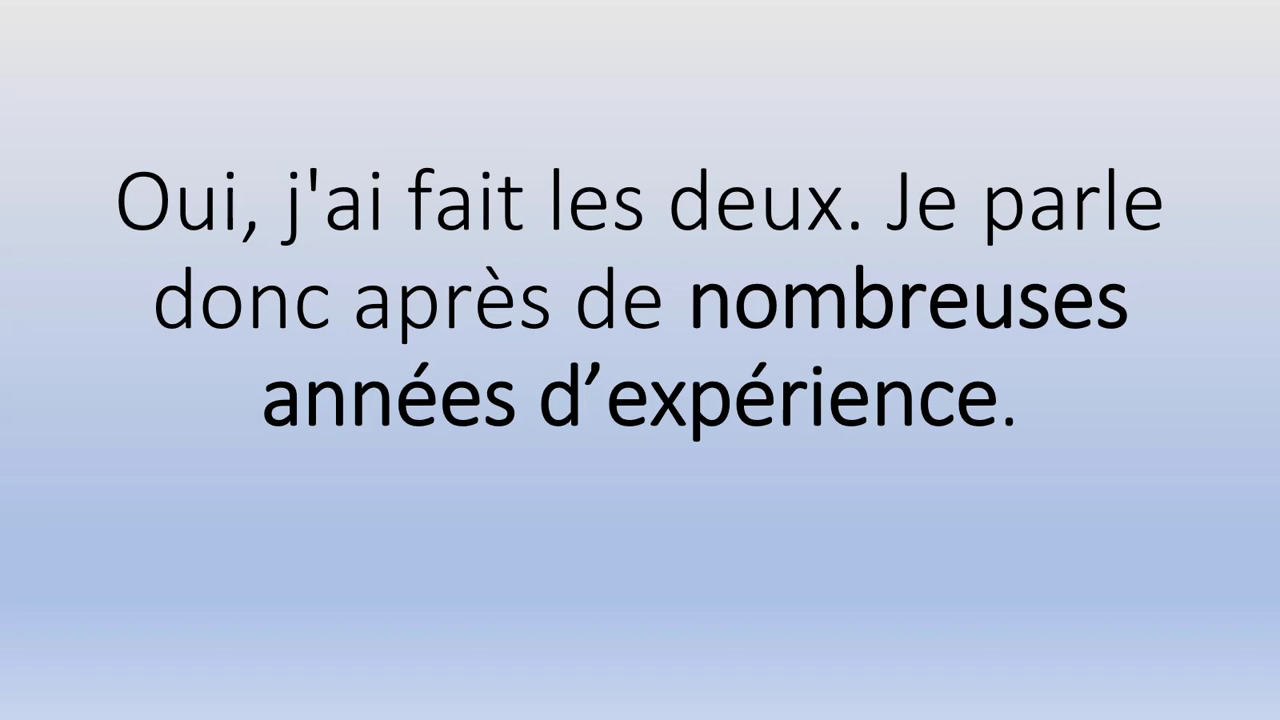 Oui, j'ai fait les deux. Je parle
donc après de nombreuses
années d’expérience.